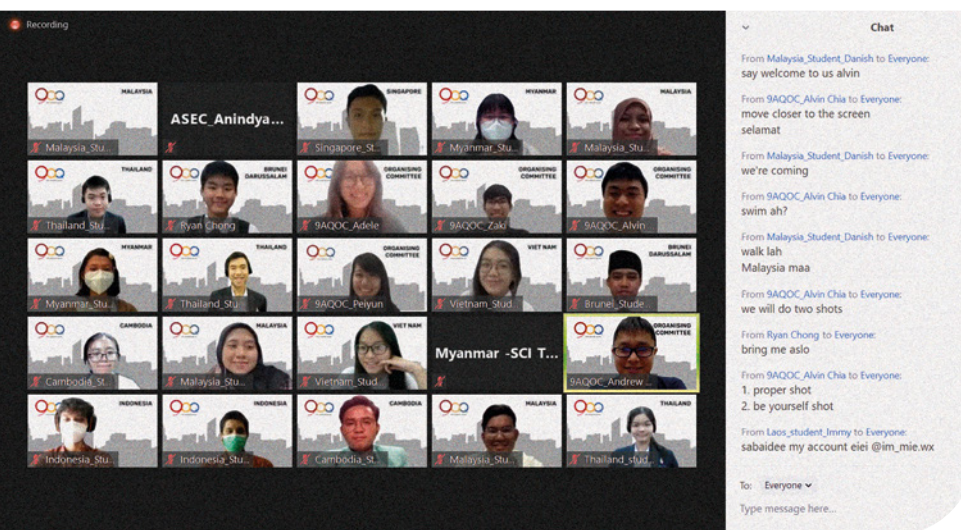 Recording
MALAYSIA
Malaysia_Stu...
ASEC_Anindya...
SINGAPORE
Singapore_St...
MYANMAR
Myanmar_Stu...
MALAYSIA
Malaysia_Stu...
THAILAND
Thailand_Stu...
BRUNEI
DARUSSALAM
Ryan Chong
ORGANISING
COMMITTEE
9AQOC_Adele
ORGANISING
COMMITTEE
9AQOC_Zaki
ORGANISING
COMMITTEE
9AQOC_Alvin
MYANMAR
Myanmar_Stu...
THAILAND
Thailand_Stu...
ORGANISING
COMMITTEE
9AQOC_Peiyun
VIET NAM
Vietnam_Stud...
BRUNEI
DARUSSALAM
Brunei_Stude...
CAMBODIA
Cambodia_St...
MALAYSIA
Malaysia_Stu...
VIET NAM
Vietnam_Stud...
Myanmar -SCI T...
ORGANISING
COMMITTEE
9AQOC_Andrew ...
INDONESIA
Indonesia_Stu...
INDONESIA
Indonesia_Stu...
CAMBODIA
Cambodia_St...
MALAYSIA
Malaysia_Stu...
THAILAND
Thailand_stud...
Chat
From Malaysia_Student_Danish to Everyone:
say welcome to us alvin
From 9AQOC_Alvin Chia to Everyone:
move closer to the screen
selamat
From Malaysia_Student_Danish to Everyone:
we're coming
From 9AQOC_Alvin Chia to Everyone:
swim ah?
From Malaysia_Student_Danish to Everyone:
walk lah
Malaysia maa
From 9AQOC_Alvin Chia to Everyone:
we will do two shots
From Ryan Chong to Everyone:
bring me aslo
From 9AQOC_Alvin Chia to Everyone:
1. proper shot
2. be yourself shot
From Laos_student_Immy to Everyone:
sabaidee my account eiei @im_mie.wx
To: Everyone
Type message here...